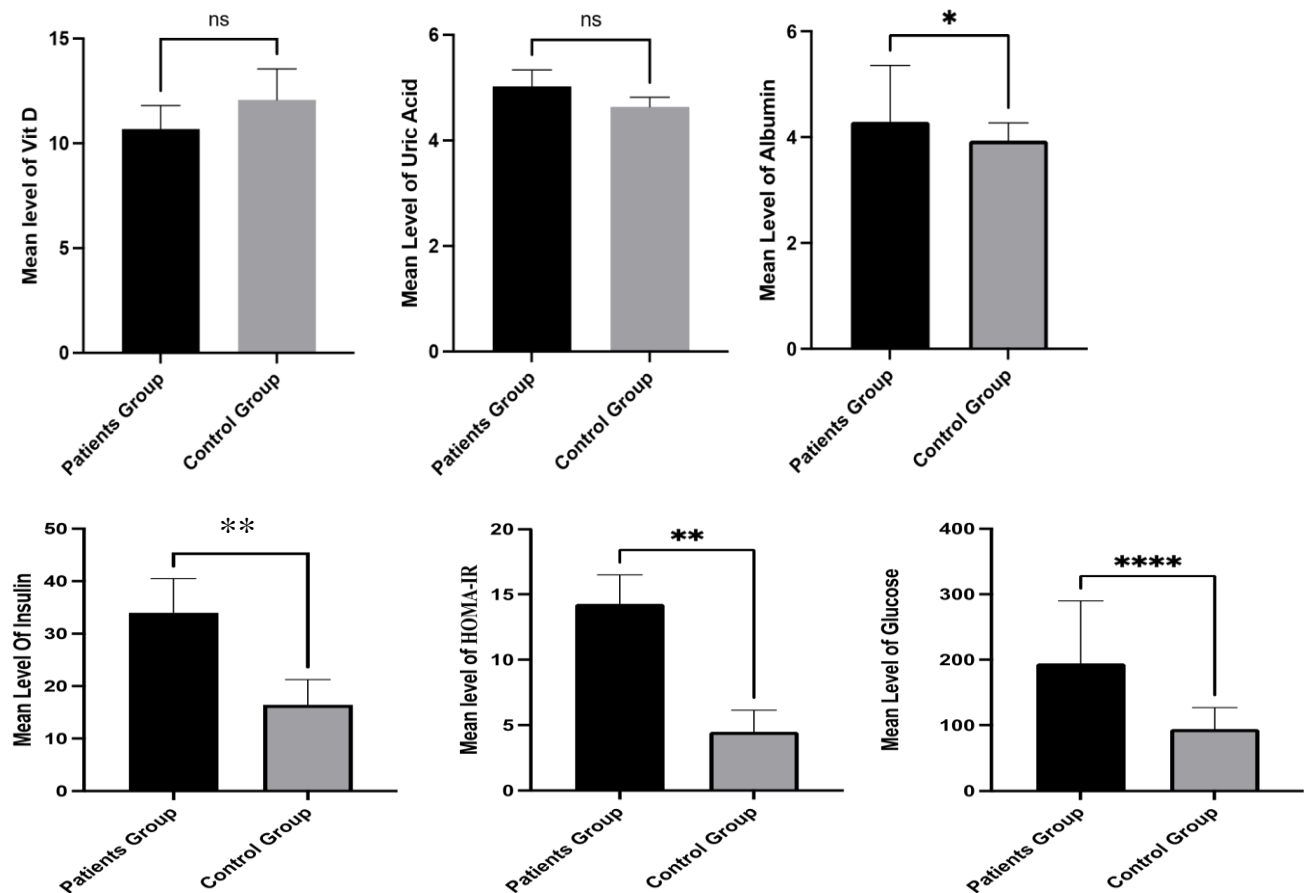 ns
15
10
5
0
Mean level of Vit D
Patients Group
Control Group
ns
6
4
2
0
Mean Level of Uric Acid
Patients Group
Control Group
*
6
4
2
0
Mean Level of Albumin
Patients Group
Control Group
**
50
40
30
20
10
0
Mean Level Of Insulin
Patients Group
Control Group
**
20
15
10
5
0
Mean level of HOMA-IR
Patients Group
Control Group
****
400
300
200
100
0
Mean Level of Glucose
Patients Group
Control Group